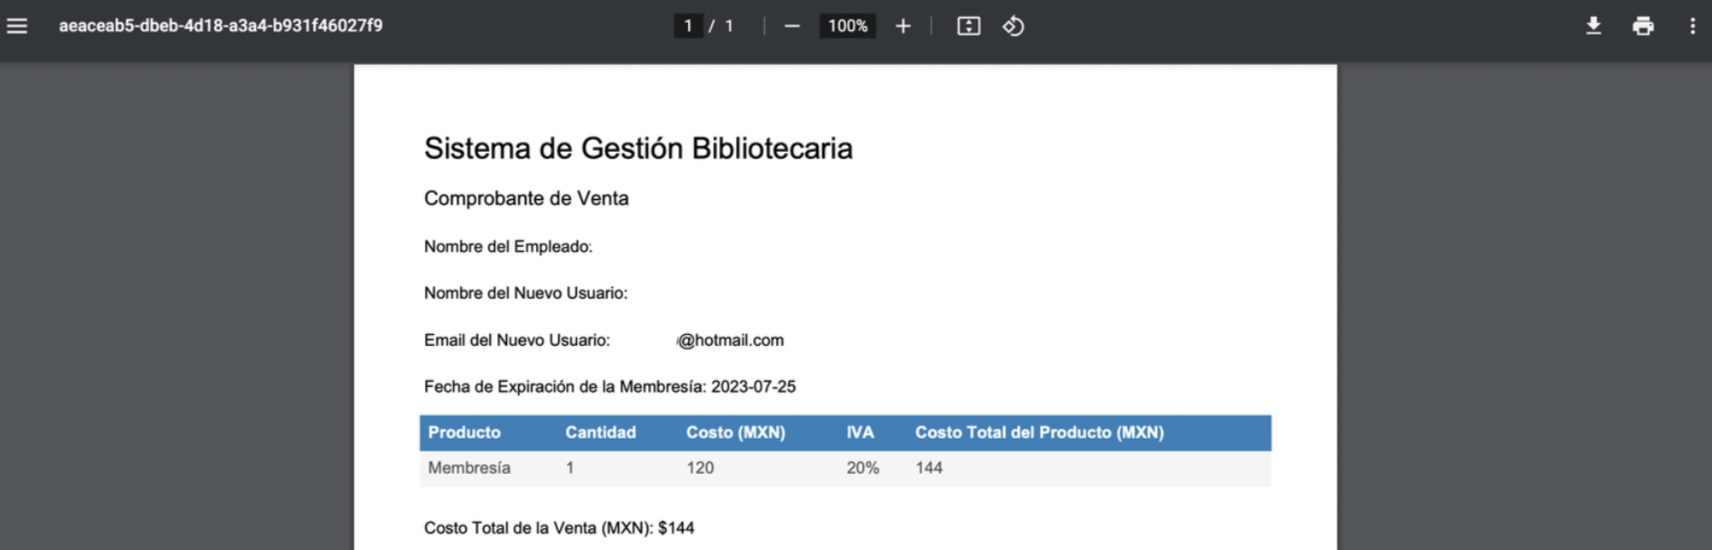 aeaceab5-dbeb-4d18-a3a4-b931f46027f9 1 / 1 100%
Sistema de Gestión Bibliotecaria
Comprobante de Venta
Nombre del Empleado:
Nombre del Nuevo Usuario:
Email del Nuevo Usuario: @hotmail.com
Fecha de Expiración de la Membresía: 2023-07-25
Producto Cantidad Costo (MXN) IVA Costo Total del Producto (MXN)
Membresía 1 120 20% 144
Costo Total de la Venta (MXN): $144